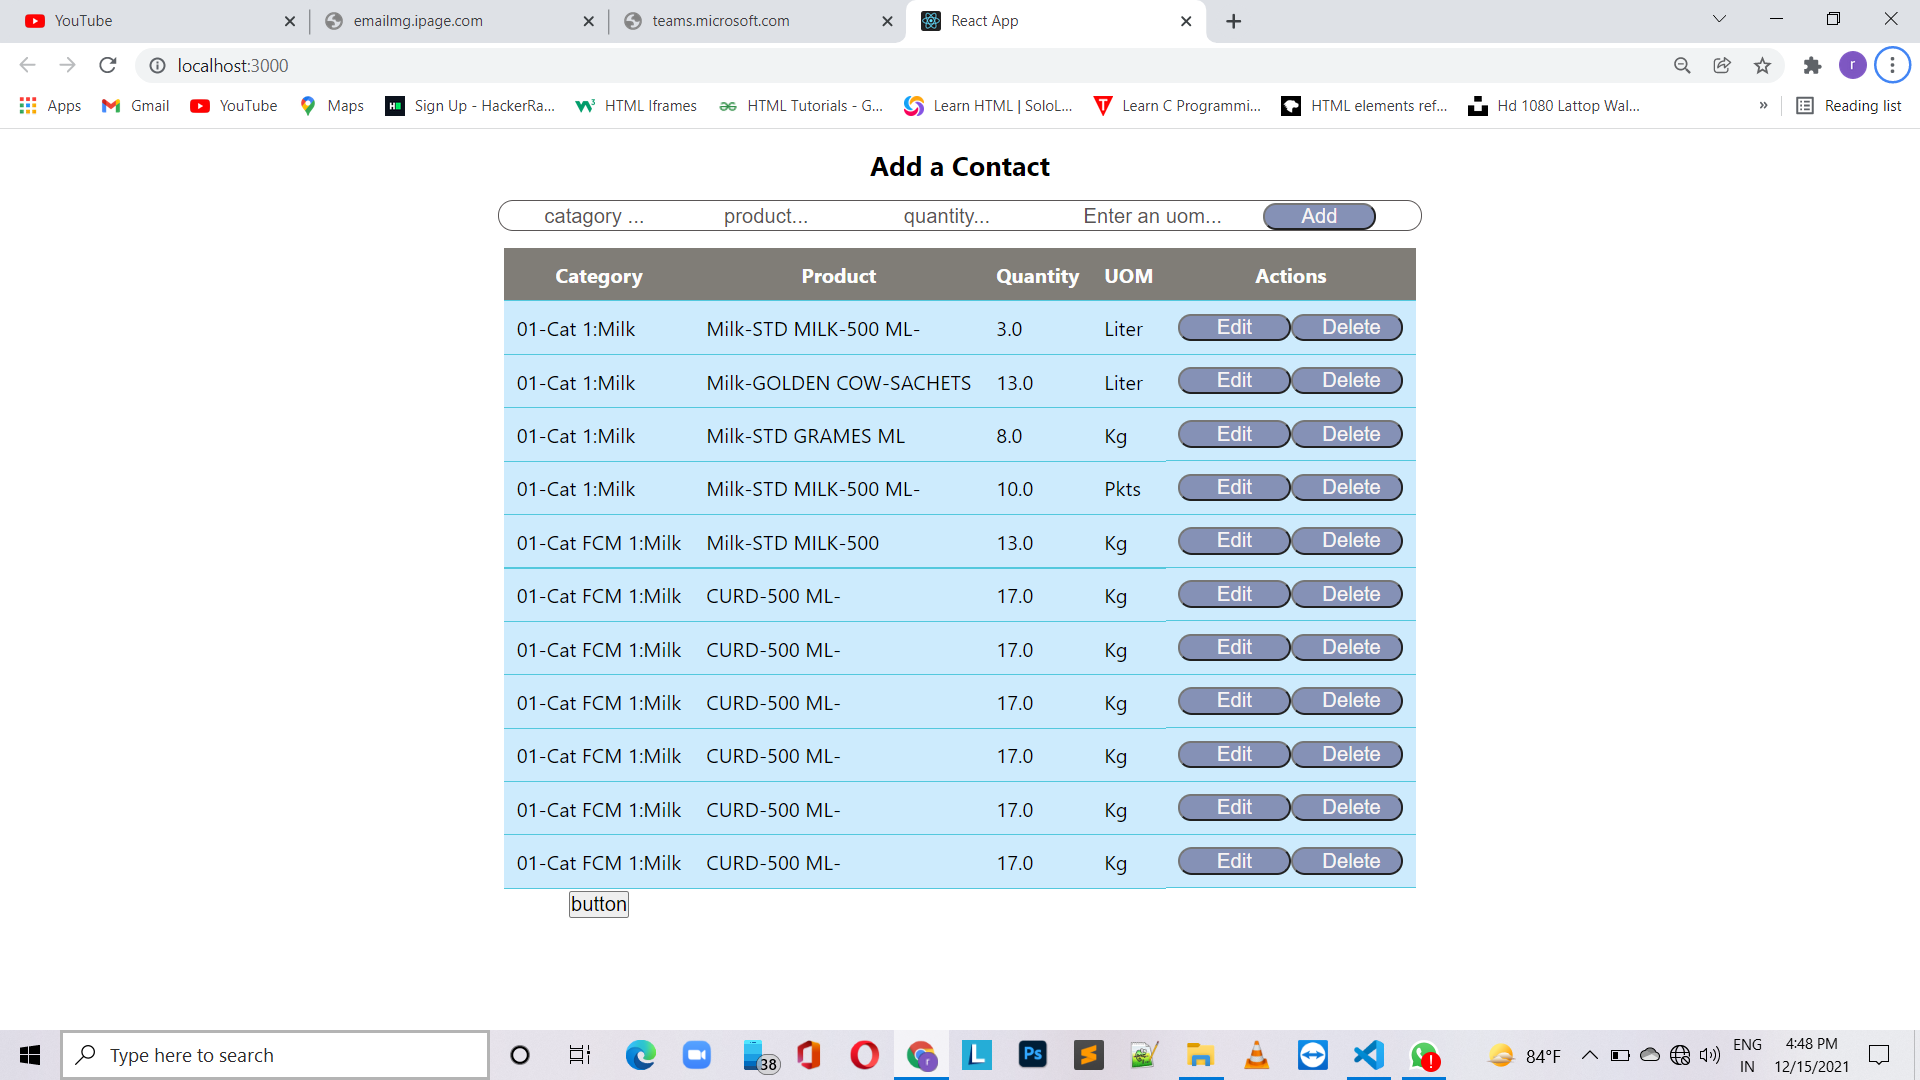 YouTube
emailmg.ipage.com
teams.microsoft.com
React App
localhost:3000
r
Apps
Gmail
YouTube
Maps
Sign Up - HackerRa...
HTML Iframes
HTML Tutorials - G...
Learn HTML | SoloL...
Learn C Programmi...
HTML elements ref...
Hd 1080 Lattop Wal...
»
Reading list
Add a Contact
catagory ... product... quantity... Enter an uom... Add
Category Product Quantity UOM Actions
01-Cat 1:Milk Milk-STD MILK-500 ML- 3.0 Liter Edit Delete
01-Cat 1:Milk Milk-GOLDEN COW-SACHETS 13.0 Liter Edit Delete
01-Cat 1:Milk Milk-STD GRAMES ML 8.0 Kg Edit Delete
01-Cat 1:Milk Milk-STD MILK-500 ML- 10.0 Pkts Edit Delete
01-Cat FCM 1:Milk Milk-STD MILK-500 13.0 Kg Edit Delete
01-Cat FCM 1:Milk CURD-500 ML- 17.0 Kg Edit Delete
01-Cat FCM 1:Milk CURD-500 ML- 17.0 Kg Edit Delete
01-Cat FCM 1:Milk CURD-500 ML- 17.0 Kg Edit Delete
01-Cat FCM 1:Milk CURD-500 ML- 17.0 Kg Edit Delete
01-Cat FCM 1:Milk CURD-500 ML- 17.0 Kg Edit Delete
01-Cat FCM 1:Milk CURD-500 ML- 17.0 Kg Edit Delete
button
Type here to search
38
r
L
Ps
84°F
ENG
IN
4:48 PM
12/15/2021